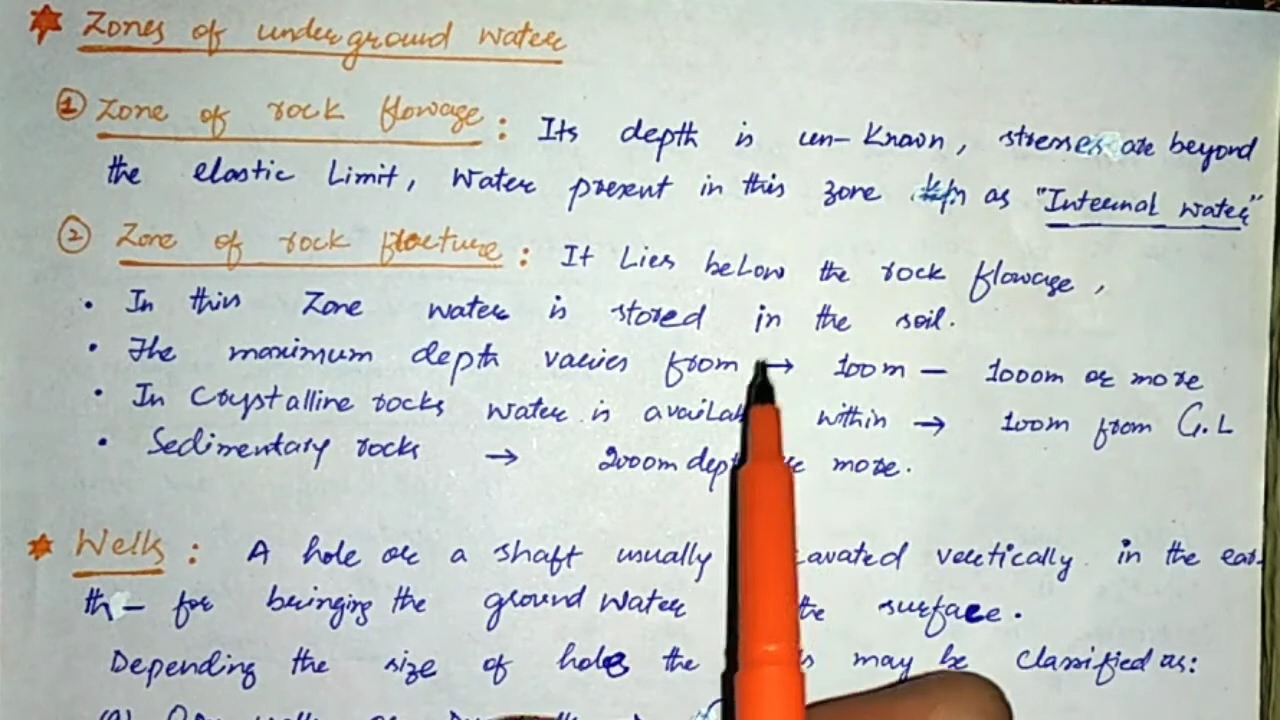 Zones of underground water
① Zone of rock flowage : Its depth is un-known, stresses are beyond
the elastic Limit, Water present in this zone as "Internal water"
② Zone of rock fracture : It Lies below the rock flowage,
• In this Zone water is stored in the soil.
• The maximum depth varies from → 100m – 1000m or more
• In Crystalline rocks water is availab within → 100m from G.L
• Sedimentary rocks → 2000m dep more.
Wells : A hole or a shaft usually cavated vertically in the ear-
th – for bringing the ground water the surface.
Depending the size of holes the may be classified as: